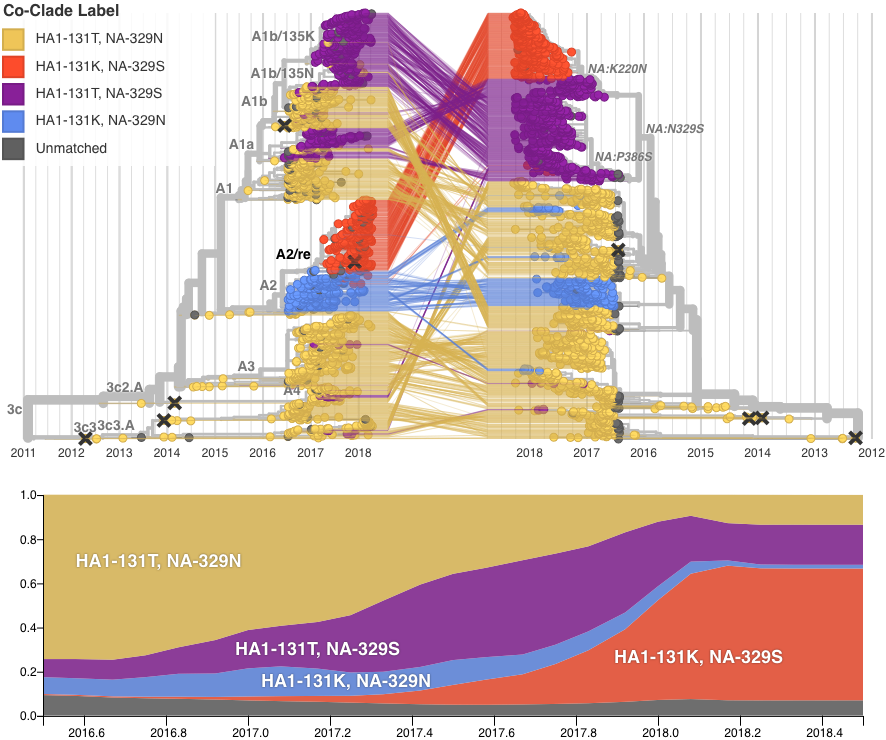 Co-Clade Label
HA1-131T, NA-329N
HA1-131K, NA-329S
HA1-131T, NA-329S
HA1-131K, NA-329N
Unmatched
A1b/135K
A1b/135N
A1b
A1a
A1
A2/re
A2
A3
A4
3c2.A
3c
3c3
3c3.A
NA:K220N
NA:N329S
NA:P386S
2011 2012 2013 2014 2015 2016 2017 2018 2018 2017 2016 2015 2014 2013 2012
1.0
0.8
0.6
0.4
0.2
0.0
HA1-131T, NA-329N
HA1-131T, NA-329S
HA1-131K, NA-329N
HA1-131K, NA-329S
2016.6 2016.8 2017.0 2017.2 2017.4 2017.6 2017.8 2018.0 2018.2 2018.4